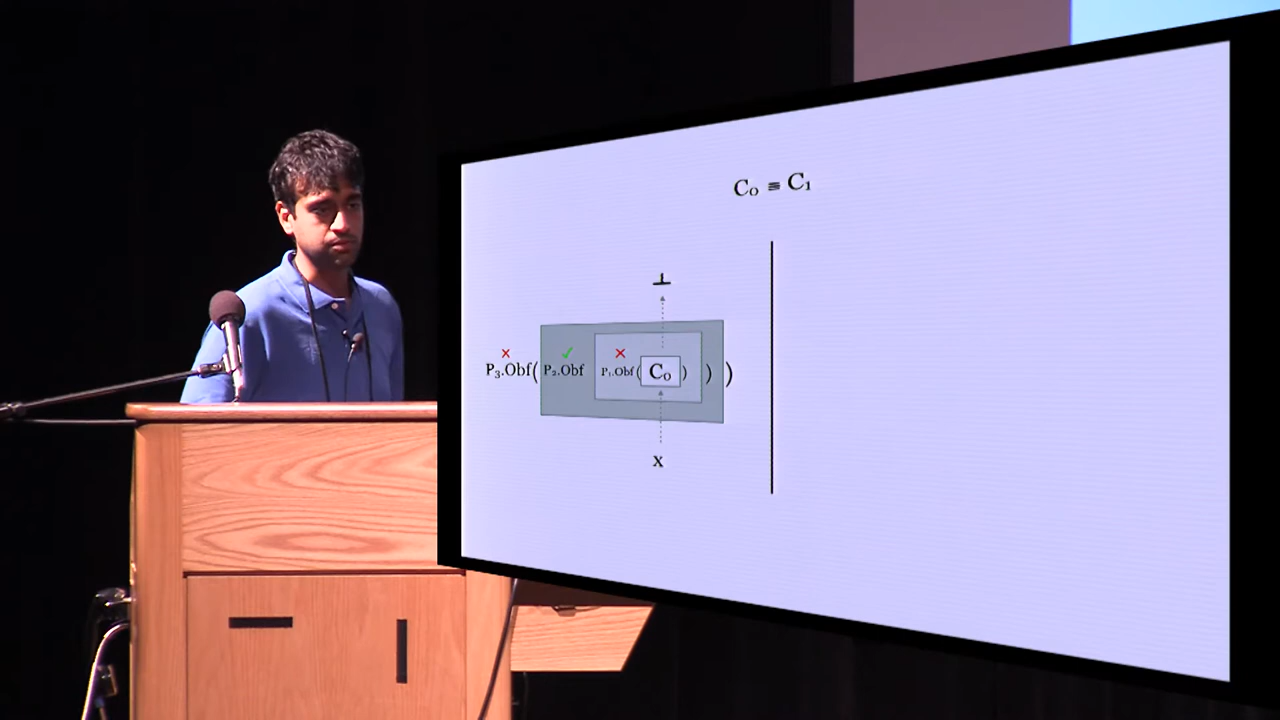 C₀ ≡ C₁
⊥
× ✓ ×
P₃.Obf( P₂.Obf P₁.Obf( C₀ ) ) )
x